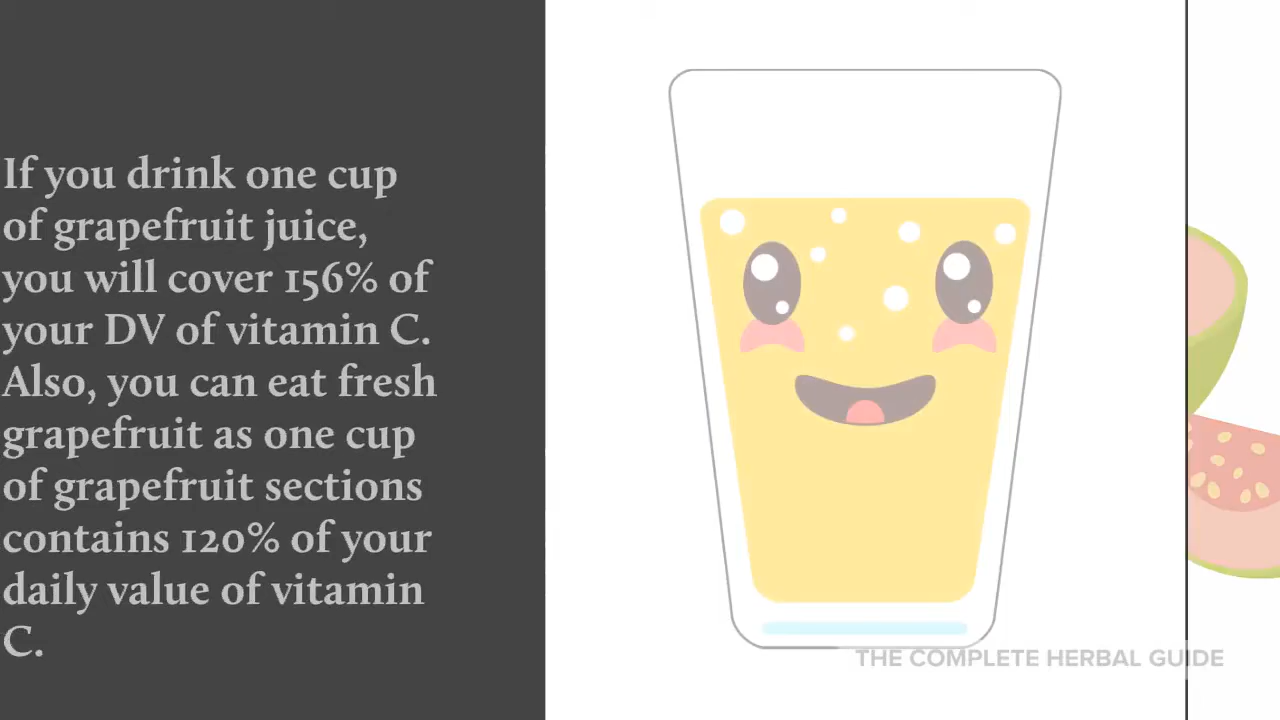 If you drink one cup
of grapefruit juice,
you will cover 156% of
your DV of vitamin C.
Also, you can eat fresh
grapefruit as one cup
of grapefruit sections
contains 120% of your
daily value of vitamin
C.
THE COMPLETE HERBAL GUIDE